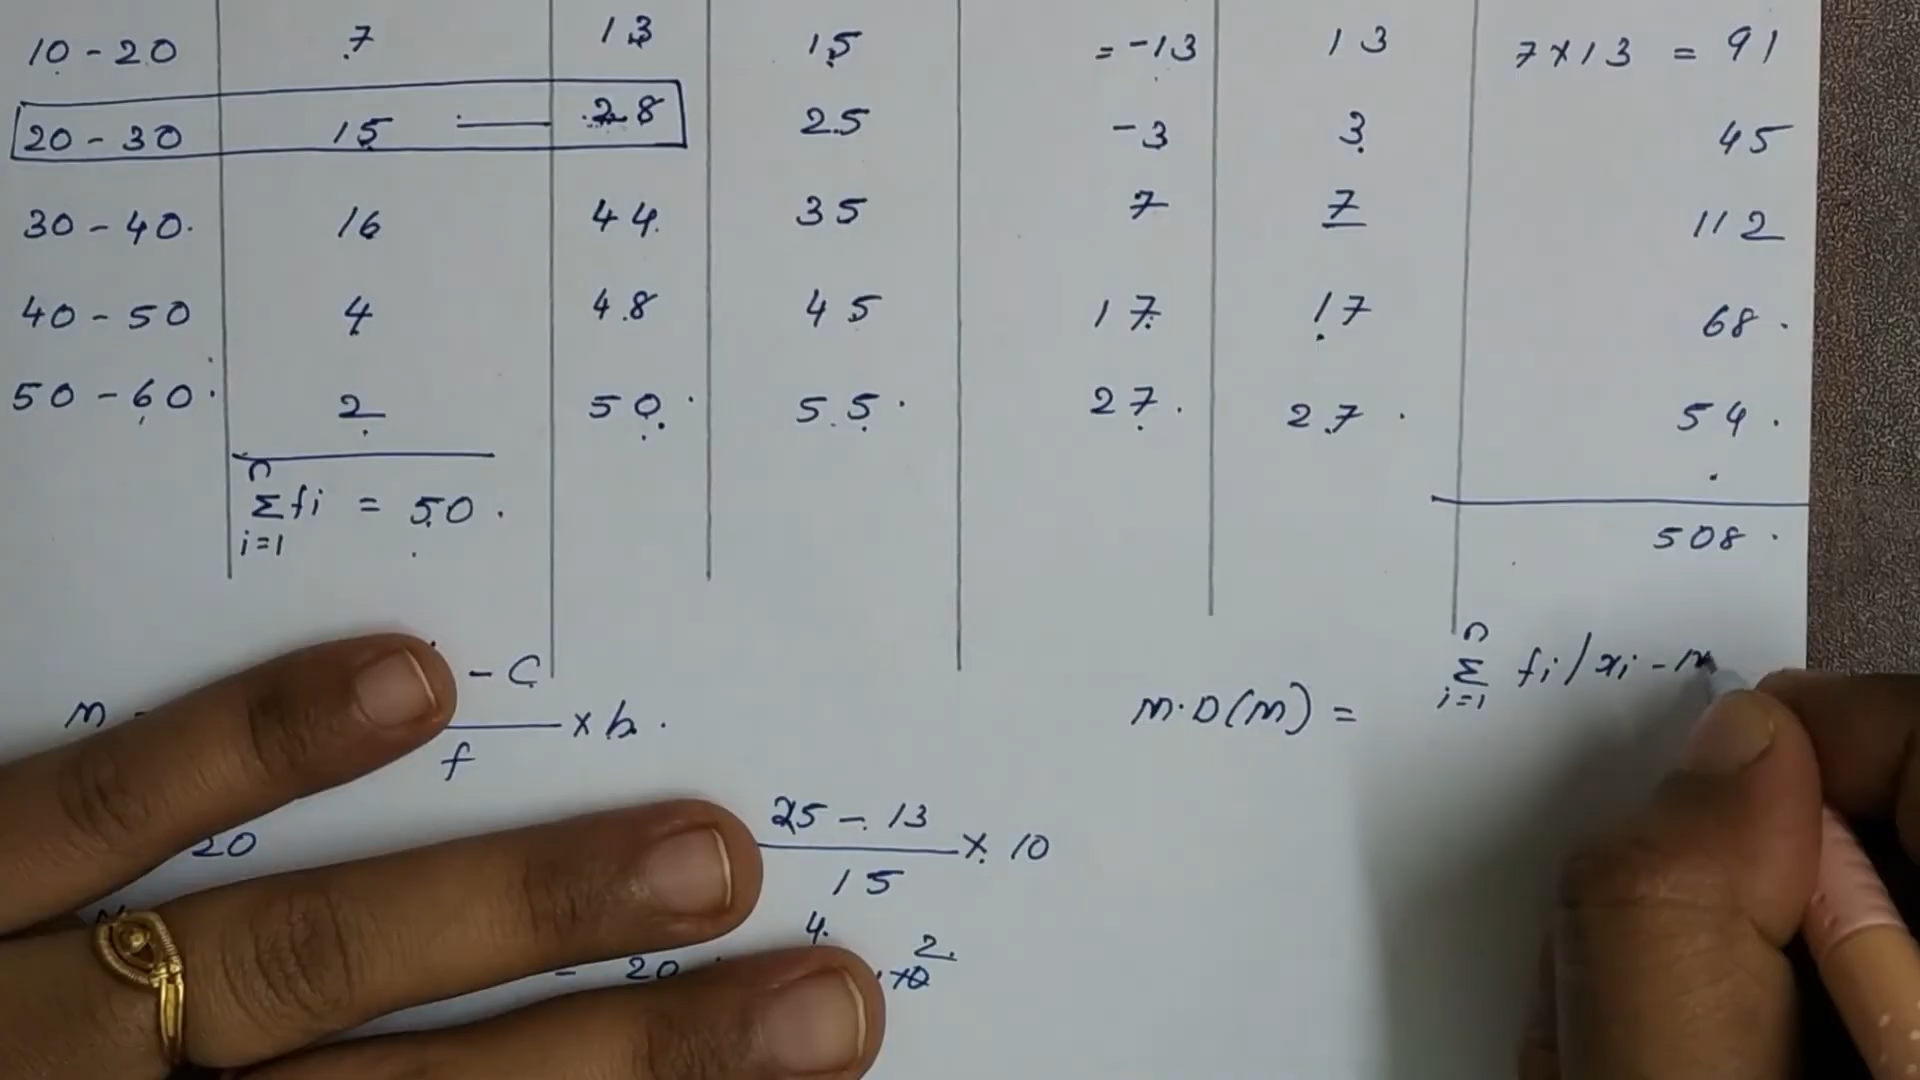 10 - 20 7 13 15 = -13 13 7 × 13 = 91
20 - 30 15 28 25 -3 3 45
30 - 40 16 44 35 7 7 112
40 - 50 4 48 45 17 17 68
50 - 60 2 50 55 27 27 54
n
Σ fi = 50
i=1
508
- C
f
× h
M.D(M) =
n
Σ fi |xi - M
i=1
20
25 - 13
15
× 10
4
2
20
10